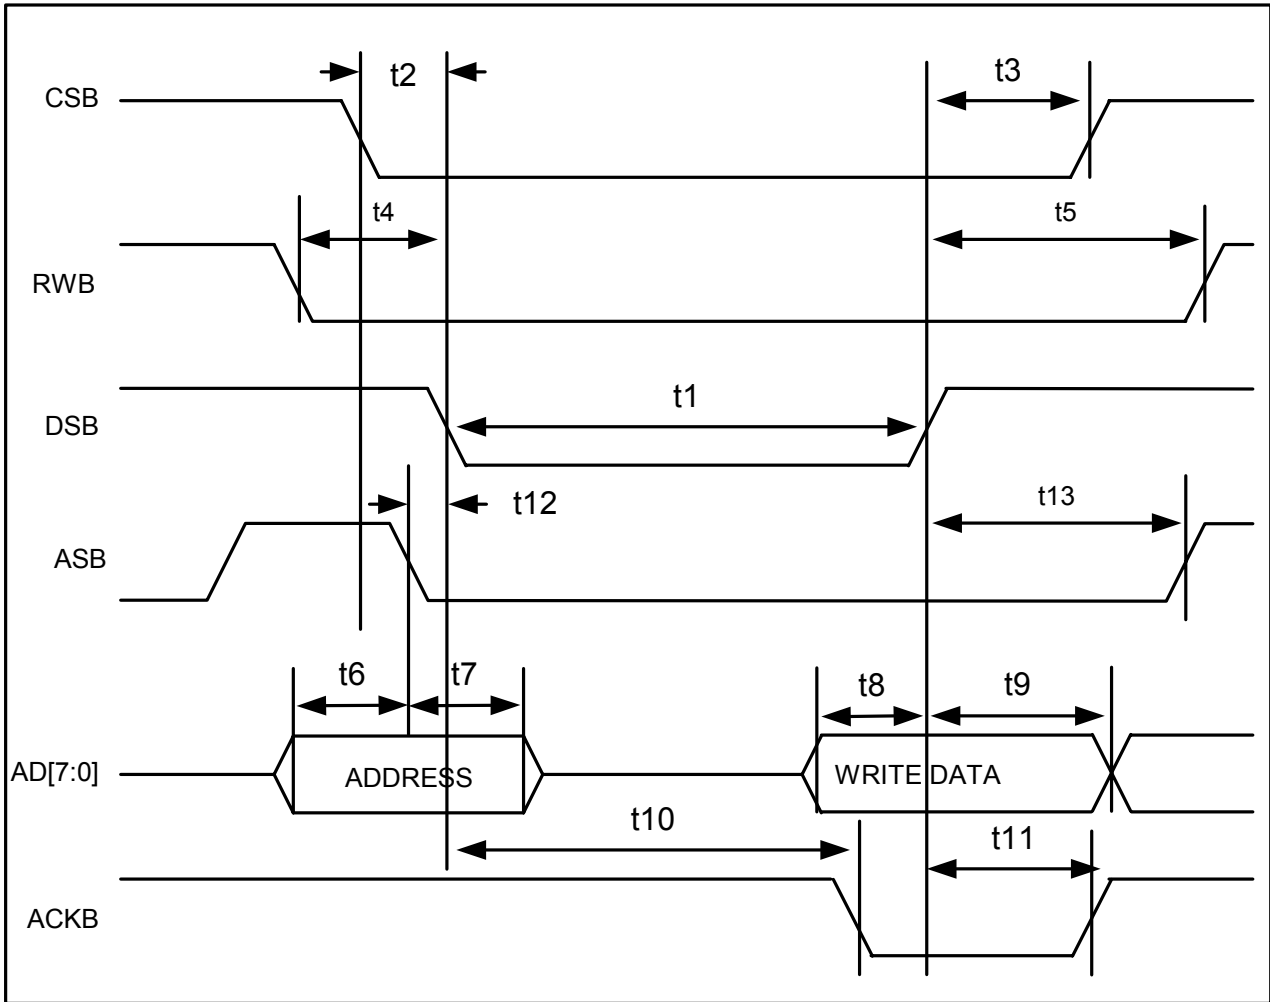 t2
t3
CSB
t4
t5
RWB
t1
DSB
t12
t13
ASB
t6
t7
t8
t9
AD[7:0]
ADDRESS
WRITE DATA
t10
t11
ACKB